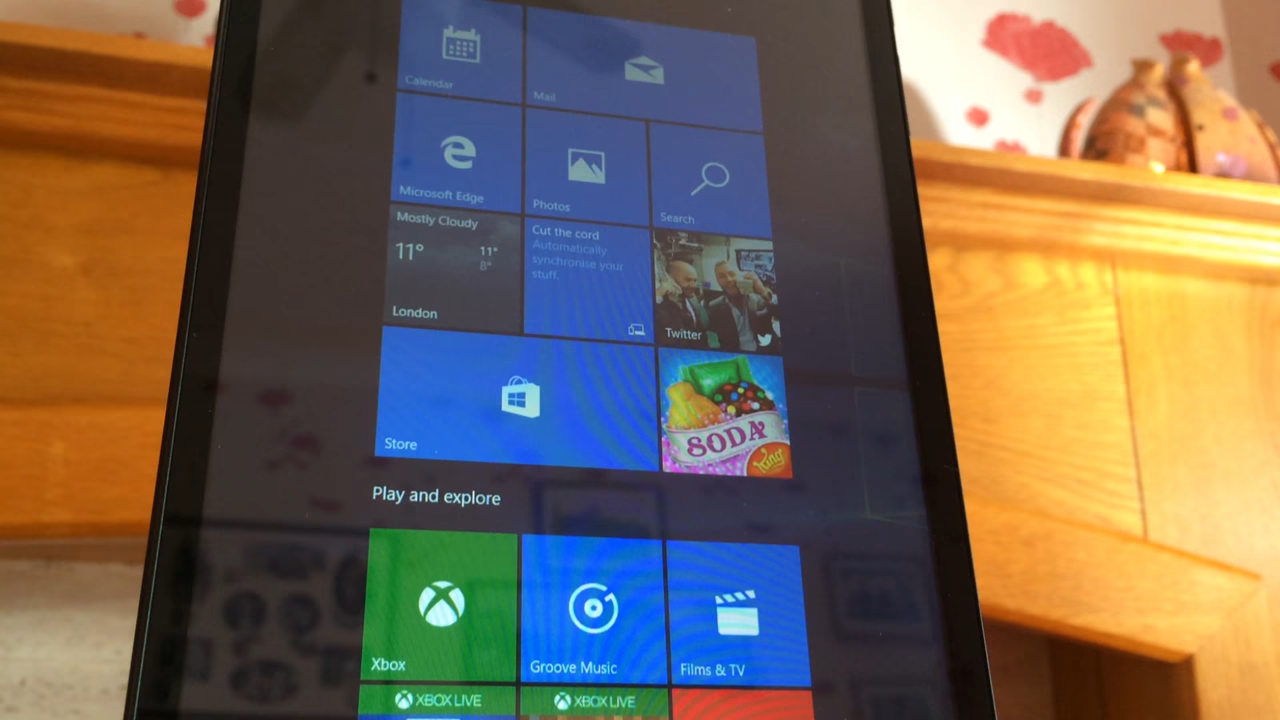 Calendar
Mail
Microsoft Edge
Photos
Search
Mostly Cloudy
11°
11°
8°
London
Cut the cord
Automatically
synchronise your
stuff.
Twitter
Store
SODA
King
Play and explore
Xbox
Groove Music
Films & TV
XBOX LIVE
XBOX LIVE